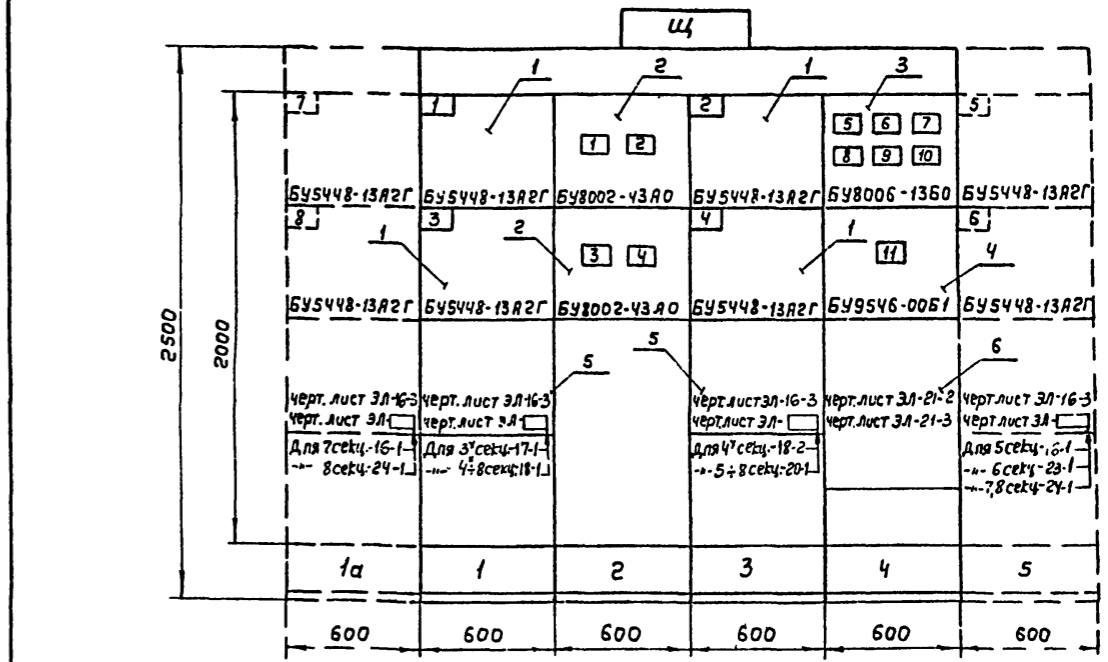 Щ
1 2 1 3
7 1 2 5
5 6 7
1 2
8 9 10
БУ5448-13А2Г БУ5448-13А2Г БУ8002-43А0 БУ5448-13А2Г БУ8006-13Б0 БУ5448-13А2Г
8 3 4 6
1 2 1 4
3 4 11
БУ5448-13А2Г БУ5448-13А2Г БУ8002-43А0 БУ5448-13А2Г БУ9546-00Б1 БУ5448-13А2Г
2500
2000
5 5 6
черт. лист ЭЛ-16-3 черт. лист ЭЛ-16-3 черт.лист ЭЛ-16-3 черт.лист ЭЛ-21-2 черт.лист ЭЛ-16-3
черт. лист ЭЛ- черт. лист ЭЛ- черт.лист ЭЛ- черт.лист ЭЛ-21-3 черт.лист ЭЛ-
Для 7секц.-16-1 Для 3х секц.-17-1 Для 4х секц.-18-2 Для 5секц.-16-1
8секц.-24-1 -"- 4÷8секц.-18-1 -"- 5÷8секц.-20-1 -"- 6секц.-23-1
-"- 7,8секц.-24-1
1а 1 2 3 4 5
600 600 600 600 600 600